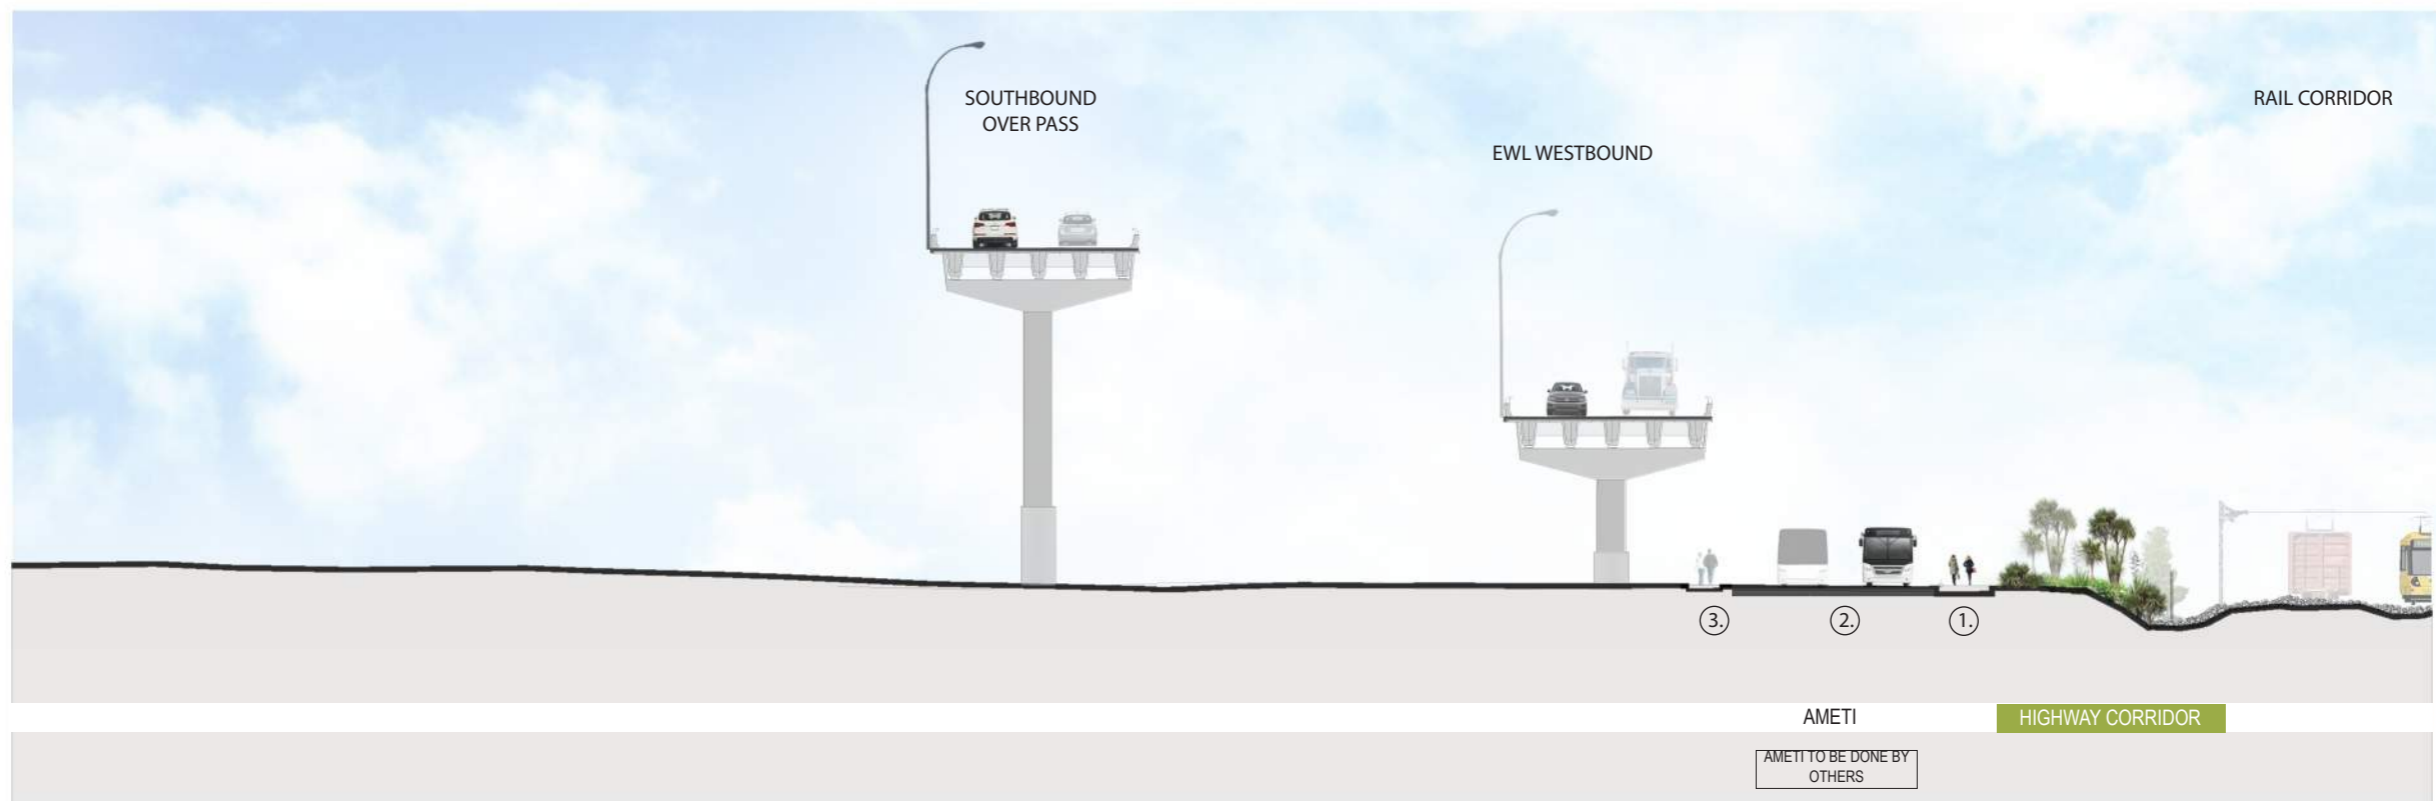 SOUTHBOUND
OVER PASS
EWL WESTBOUND
RAIL CORRIDOR
3.
2.
1.
AMETI
HIGHWAY CORRIDOR
AMETI TO BE DONE BY
OTHERS